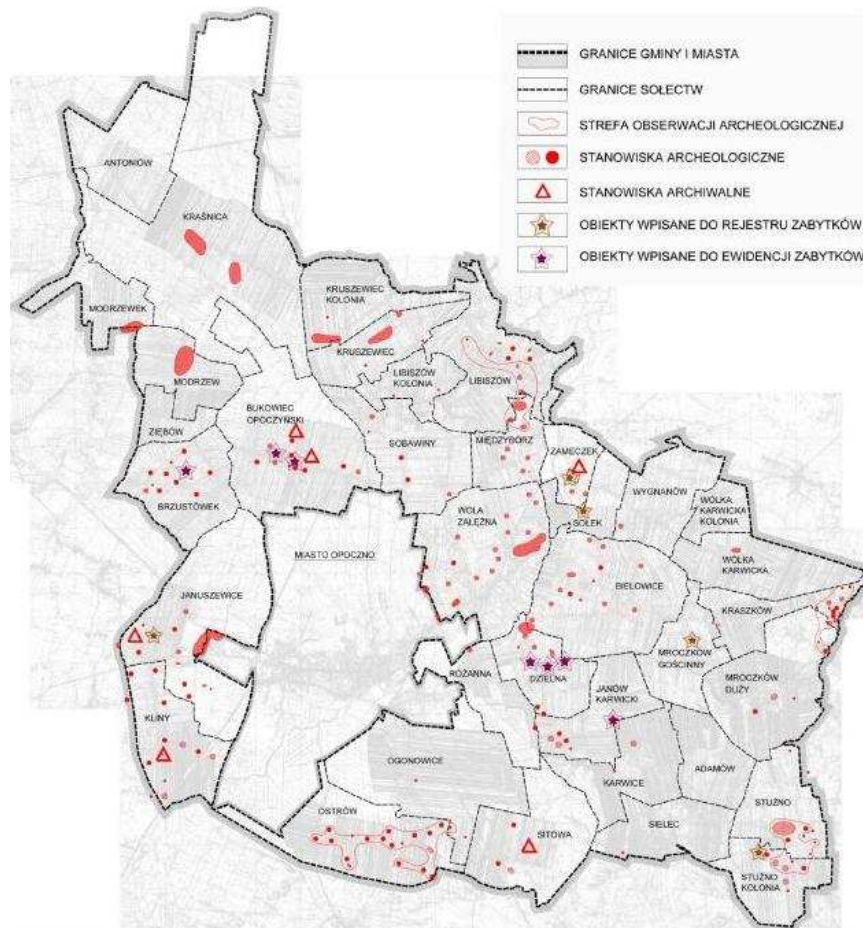 GRANICE GMINY I MIASTA
GRANICE SOŁECTW
STREFA OBSERWACJI ARCHEOLOGICZNEJ
STANOWISKA ARCHEOLOGICZNE
STANOWISKA ARCHIWALNE
OBIEKTY WPISANE DO REJESTRU ZABYTKÓW
OBIEKTY WPISANE DO EWIDENCJI ZABYTKÓW
ANTONIÓW
KRAŚNICA
KRUSZEWIEC
KOLONIA
MODRZEWEK
KRUSZEWIEC
MODRZEW
LIBISZÓW
KOLONIA
LIBISZÓW
BUKOWIEC
OPOCZYŃSKI
ZIĘBÓW
SOBAWINY
MIĘDZYBÓRZ
ZAMECZEK
WYGNANÓW
WÓLKA
KARWICKA
KOLONIA
BRZUSTÓWEK
WOLA
ZALEŻNA
SOŁEK
MIASTO OPOCZNO
WÓLKA
KARWICKA
BIELOWICE
JANUSZEWICE
KRASZKÓW
MROCZKÓW
GOŚCINNY
RÓŻANNA
DZIELNA
JANÓW
KARWICKI
MROCZKÓW
DUŻY
KLINY
OGONOWICE
ADAMÓW
KARWICE
STUŻNO
OSTRÓW
SITOWA
SIELEC
STUŻNO
KOLONIA